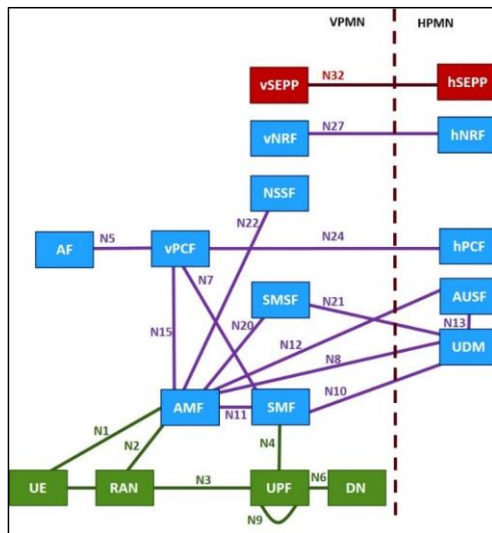 VPMN HPMN
vSEPP N32 hSEPP
vNRF N27 hNRF
NSSF
N22
AF N5 vPCF N24 hPCF
N7
SMSF N21 AUSF
N15 N20 N12 N13
N8 UDM
AMF N11 SMF N10
N1 N2 N4
UE RAN N3 UPF N6 DN
N9